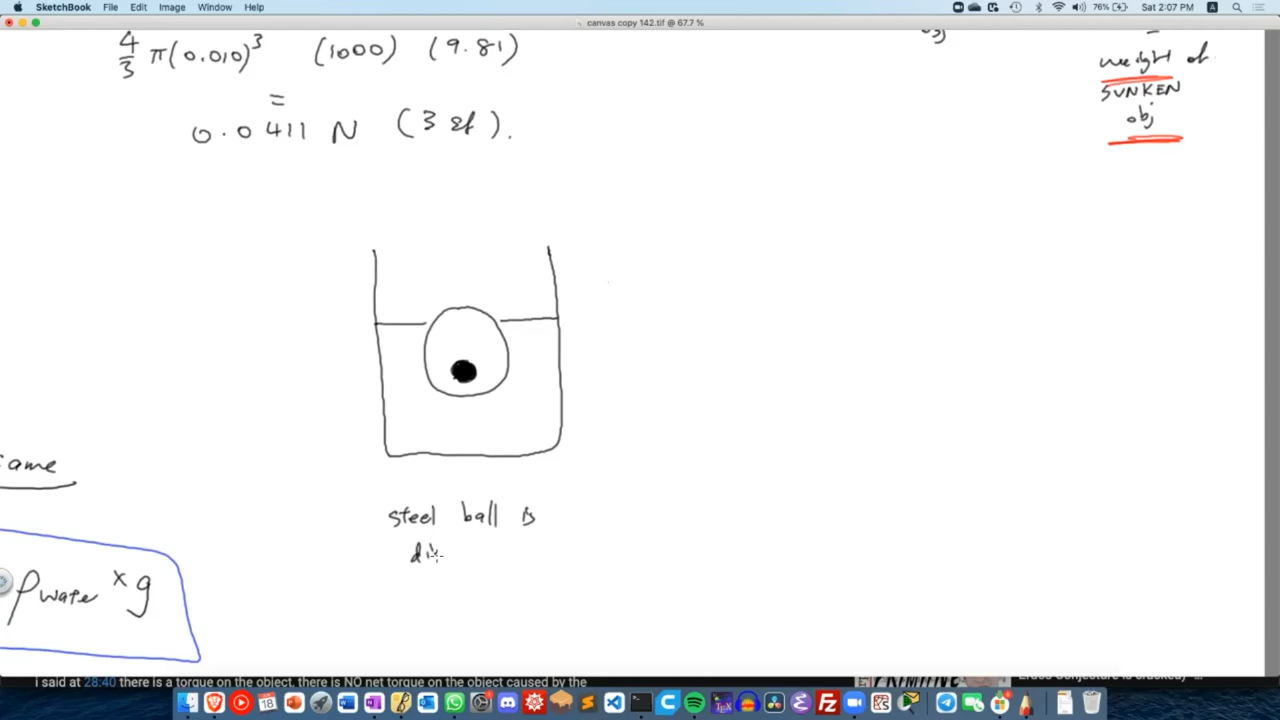 SketchBook File Edit Image Window Help
76% Sat 2:07 PM
canvas copy 142.tif @ 67.7 %
4/3 π(0.010)³ (1000) (9.81)
=
0.0411 N (3 sf).
weight of
SUNKEN
obj
same
steel ball is
ρwater × g
I said at 28:40 there is a torque on the object, there is NO net torque on the object caused by the